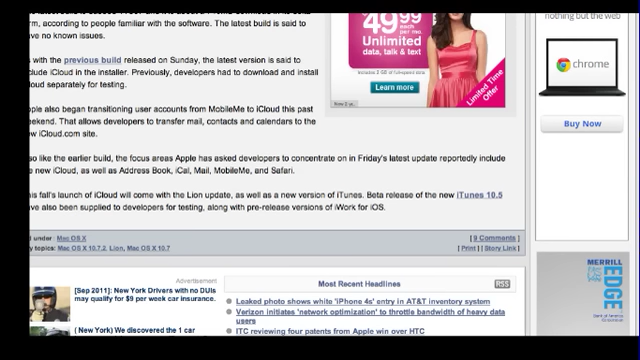 rm, according to people familiar with the software. The latest build is said to
ve no known issues.
with the previous build released on Sunday, the latest version is said to
lude iCloud in the installer. Previously, developers had to download and install
loud separately for testing.
ple also began transitioning user accounts from MobileMe to iCloud this past
ekend. That allows developers to transfer mail, contacts and calendars to the
w iCloud.com site.
so like the earlier build, the focus areas Apple has asked developers to concentrate on in Friday's latest update reportedly include
e new iCloud, as well as Address Book, iCal, Mail, MobileMe, and Safari.
his fall's launch of iCloud will come with the Lion update, as well as a new version of iTunes. Beta release of the new iTunes 10.5
ve also been supplied to developers for testing, along with pre-release versions of iWork for iOS.
d under : Mac OS X
y topics: Mac OS X 10.7.2, Lion, Mac OS X 10.7
[ 9 Comments ]
[ Print ] [ Story Link ]
4999
per mo.
Unlimited
data, talk & text
Includes 2 GB of full-speed data
Learn more
Limited Time
Offer
nothing but the web
chrome
Buy Now
MERRILL
EDGE
Bank of America
Corporation
Advertisement
[Sep 2011]: New York Drivers with no DUIs
may qualify for $9 per week car insurance.
( New York) We discovered the 1 car
Most Recent Headlines
RSS
Leaked photo shows white 'iPhone 4s' entry in AT&T inventory system
Verizon initiates 'network optimization' to throttle bandwidth of heavy data
users
ITC reviewing four patents from Apple win over HTC